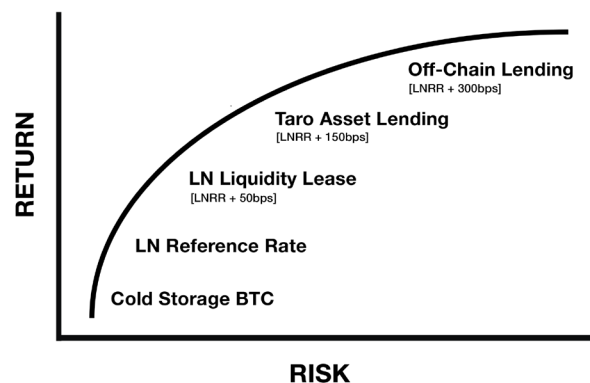 Off-Chain Lending
[LNRR + 300bps]
Taro Asset Lending
[LNRR + 150bps]
LN Liquidity Lease
[LNRR + 50bps]
LN Reference Rate
Cold Storage BTC
RETURN
RISK